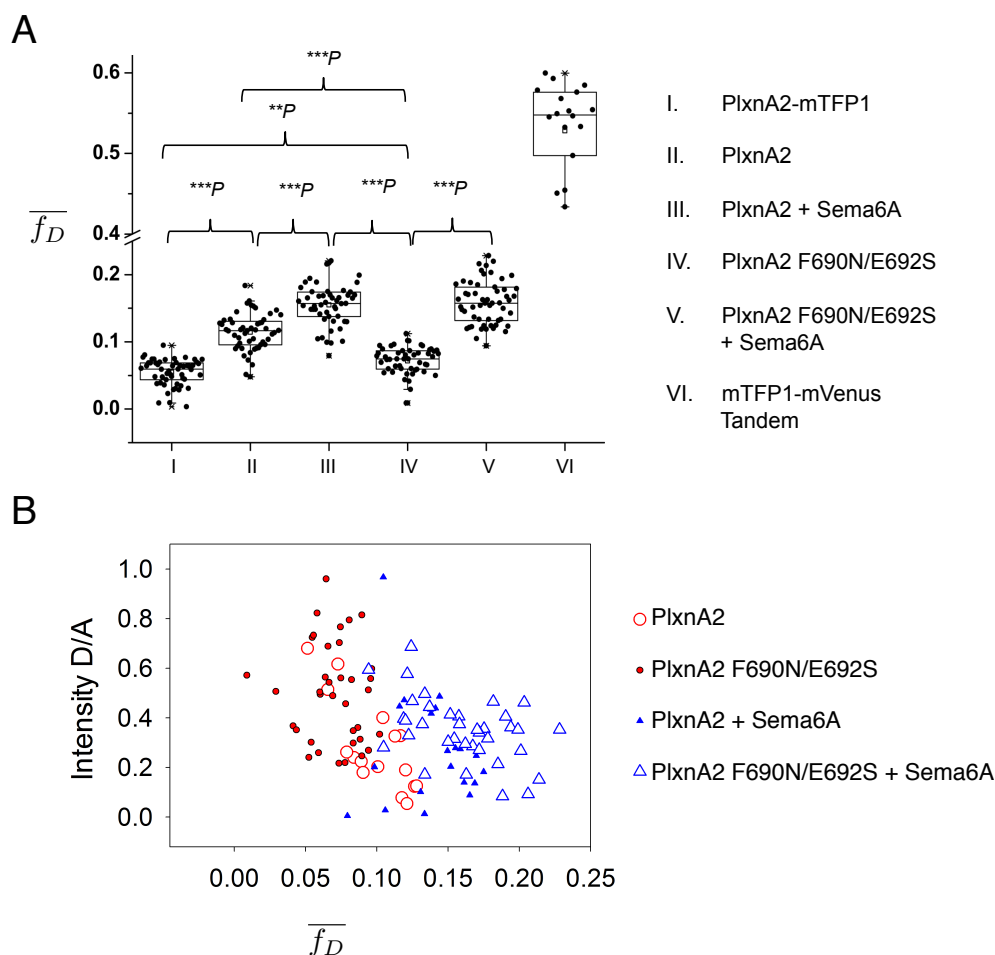 A
***P
**P
***P
***P
***P
***P
0.6
0.5
0.4
0.2
0.1
0.0
f_D
I
II
III
IV
V
VI
I. PlxnA2-mTFP1
II. PlxnA2
III. PlxnA2 + Sema6A
IV. PlxnA2 F690N/E692S
V. PlxnA2 F690N/E692S
+ Sema6A
VI. mTFP1-mVenus
Tandem
B
Intensity D/A
1.0
0.8
0.6
0.4
0.2
0.0
0.00
0.05
0.10
0.15
0.20
0.25
f_D
PlxnA2
PlxnA2 F690N/E692S
PlxnA2 + Sema6A
PlxnA2 F690N/E692S + Sema6A